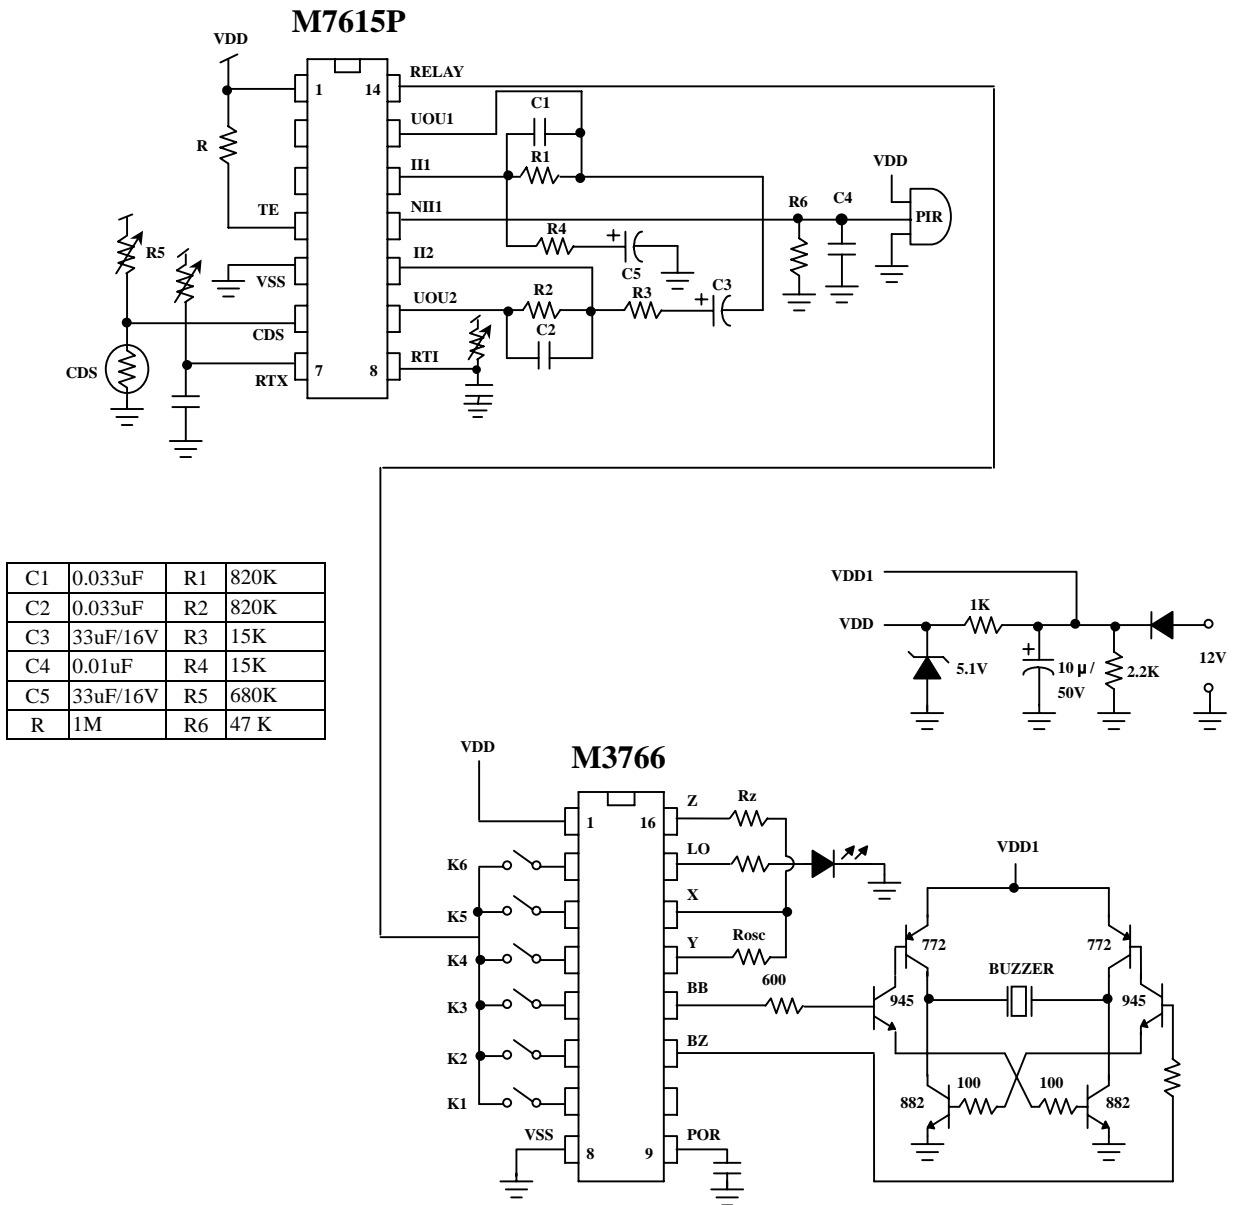 M7615P
VDD
1
14
RELAY
C1
UOU1
R
II1
R1
VDD
TE
NII1
R6
C4
PIR
R5
R4
II2
C5
VSS
UOU2
R2
R3
C3
CDS
C2
CDS
RTX
7
8
RTI
C1 0.033uF R1 820K
C2 0.033uF R2 820K
C3 33uF/16V R3 15K
C4 0.01uF R4 15K
C5 33uF/16V R5 680K
R 1M R6 47 K
VDD1
1K
VDD
5.1V
+
10 μ /
50V
2.2K
12V
M3766
VDD
1
16
Z
Rz
K6
LO
VDD1
K5
X
K4
Y
Rosc
772
772
K3
BB
600
945
BUZZER
945
K2
BZ
K1
882
100
100
882
VSS
8
9
POR